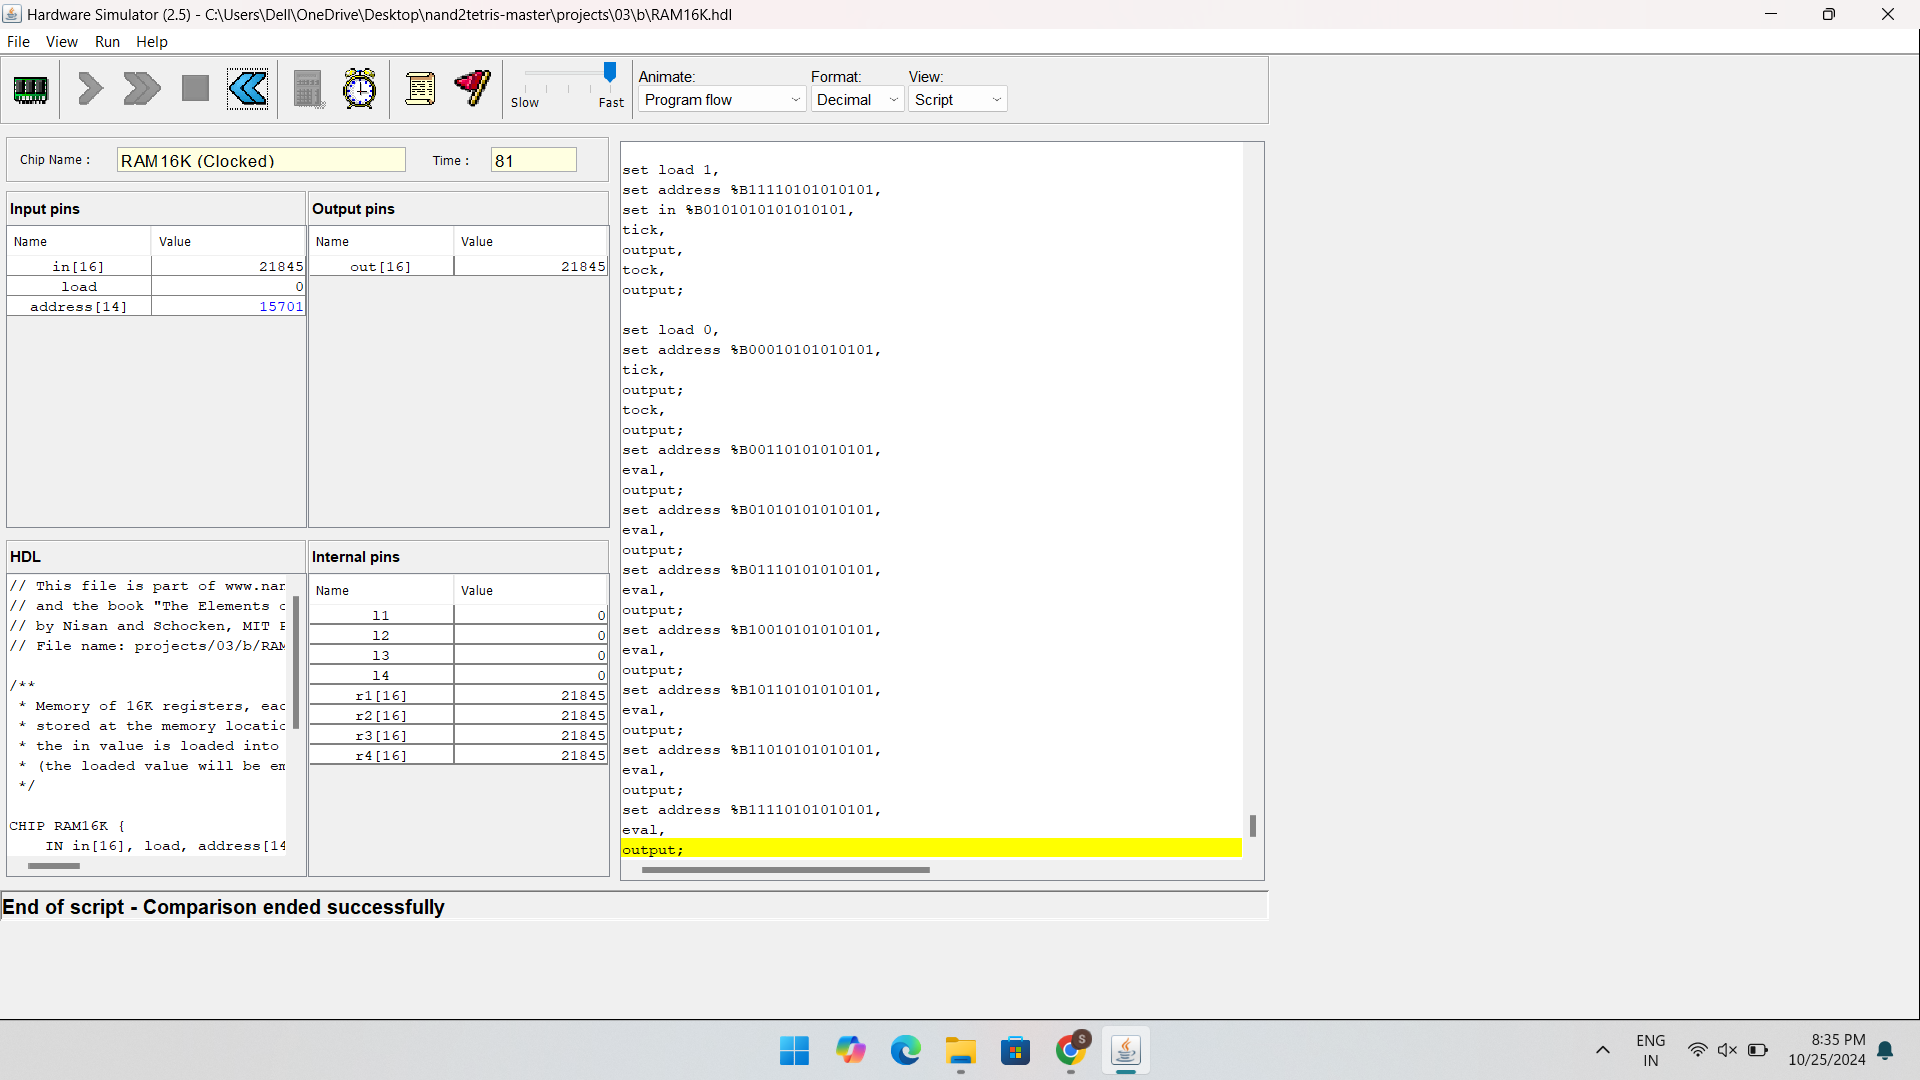 Hardware Simulator (2.5) - C:\Users\Dell\OneDrive\Desktop\nand2tetris-master\projects\03\b\RAM16K.hdl
File View Run Help
Slow Fast
Animate: Format: View:
Program flow Decimal Script
Chip Name : RAM16K (Clocked) Time : 81
Input pins
Name Value
in[16] 21845
load 0
address[14] 15701
Output pins
Name Value
out[16] 21845
HDL
// This file is part of www.nan
// and the book "The Elements o
// by Nisan and Schocken, MIT P
// File name: projects/03/b/RAM
/**
* Memory of 16K registers, eac
* stored at the memory locatio
* the in value is loaded into
* (the loaded value will be em
*/
CHIP RAM16K {
IN in[16], load, address[14
Internal pins
Name Value
l1 0
l2 0
l3 0
l4 0
r1[16] 21845
r2[16] 21845
r3[16] 21845
r4[16] 21845
set load 1,
set address %B11110101010101,
set in %B0101010101010101,
tick,
output,
tock,
output;
set load 0,
set address %B00010101010101,
tick,
output;
tock,
output;
set address %B00110101010101,
eval,
output;
set address %B01010101010101,
eval,
output;
set address %B01110101010101,
eval,
output;
set address %B10010101010101,
eval,
output;
set address %B10110101010101,
eval,
output;
set address %B11010101010101,
eval,
output;
set address %B11110101010101,
eval,
output;
End of script - Comparison ended successfully
S
ENG
IN
8:35 PM
10/25/2024